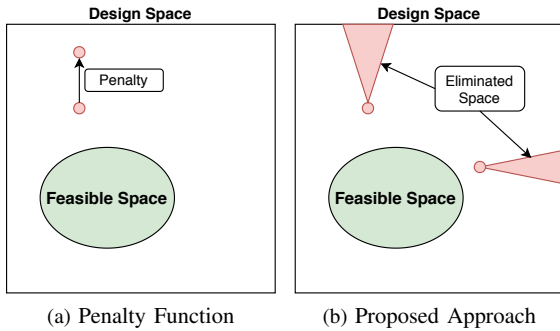 Design Space
Penalty
Feasible Space
(a) Penalty Function
Design Space
Eliminated
Space
Feasible Space
(b) Proposed Approach